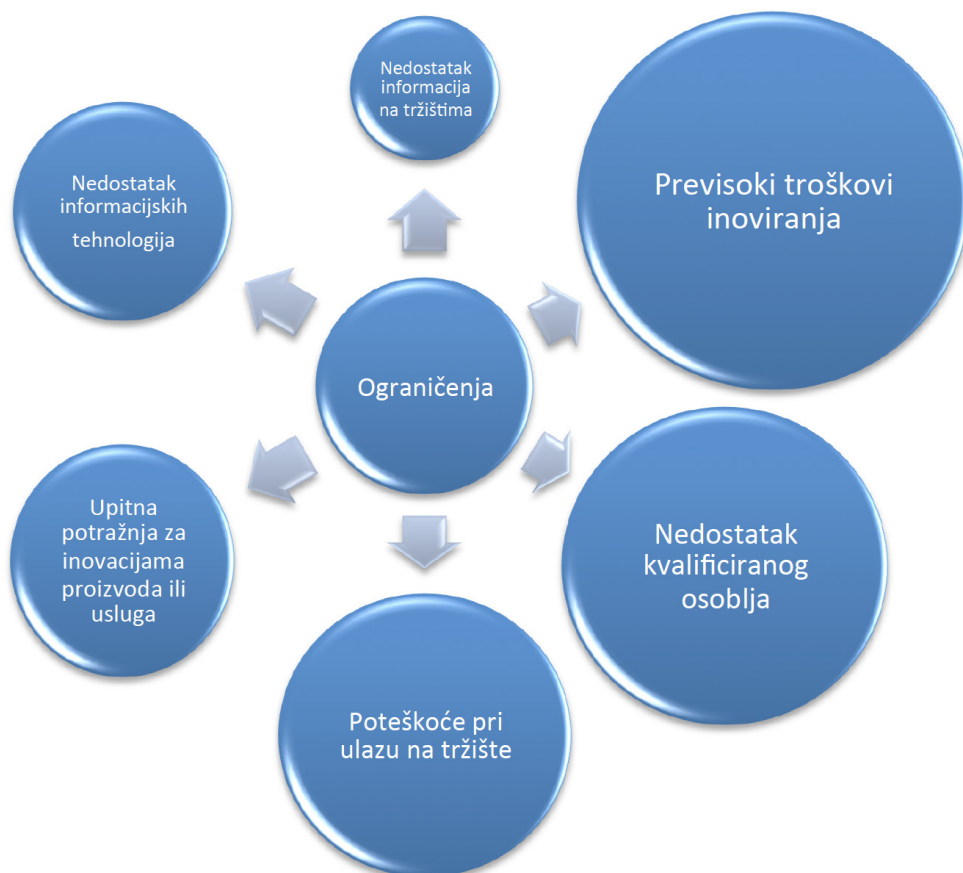 Nedostatak
informacija
na tržištima
Previsoki troškovi
inoviranja
Nedostatak
informacijskih
tehnologija
Ograničenja
Upitna
potražnja za
inovacijama
proizvoda ili
usluga
Nedostatak
kvalificiranog
osoblja
Poteškoće pri
ulazu na tržište